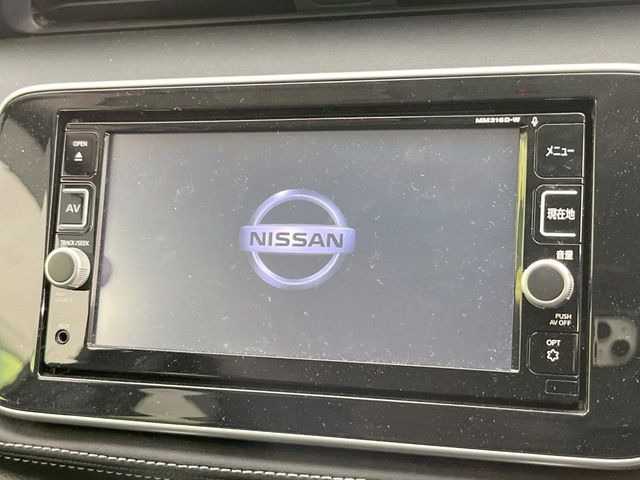 MM316D-W
OPEN
AV
TRACK/SEEK
AUX
NISSAN
メニュー
現在地
音量
PUSH
AV OFF
OPT